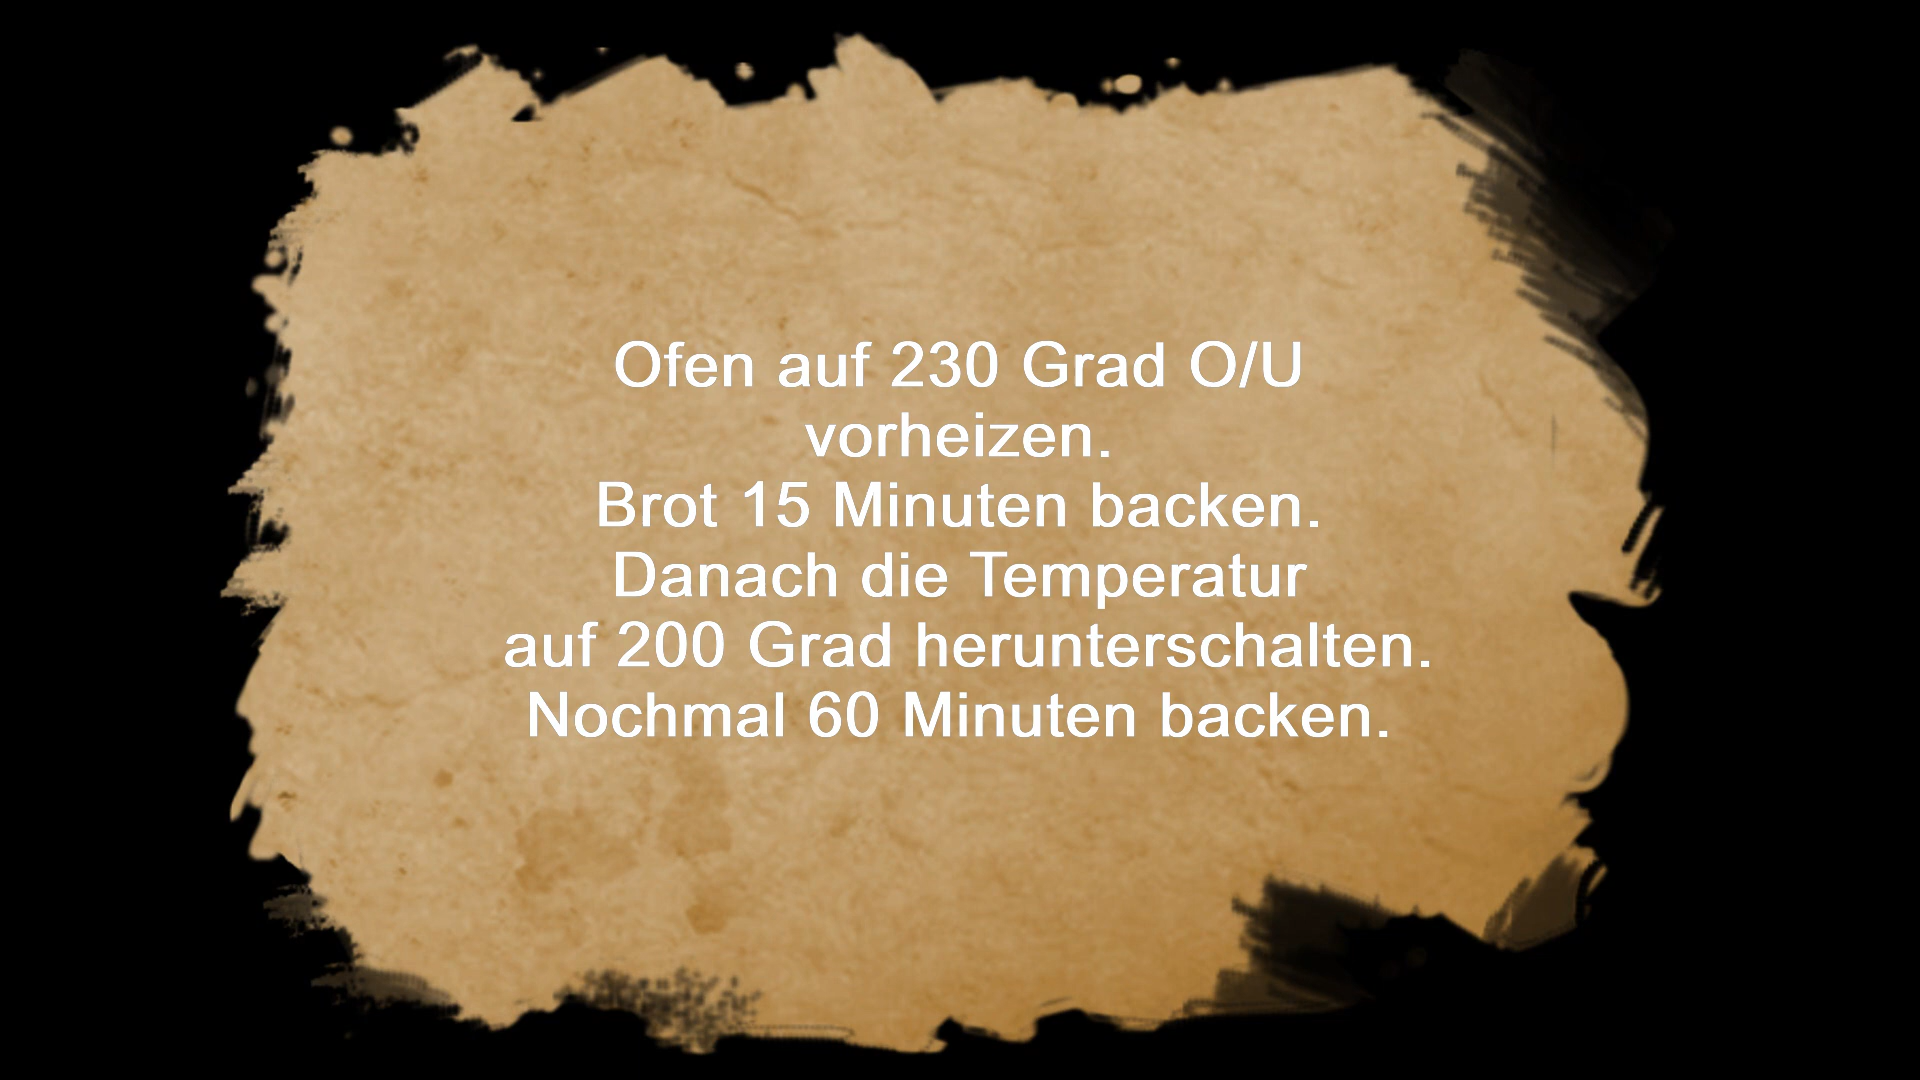 Ofen auf 230 Grad O/U
vorheizen.
Brot 15 Minuten backen.
Danach die Temperatur
auf 200 Grad herunterschalten.
Nochmal 60 Minuten backen.